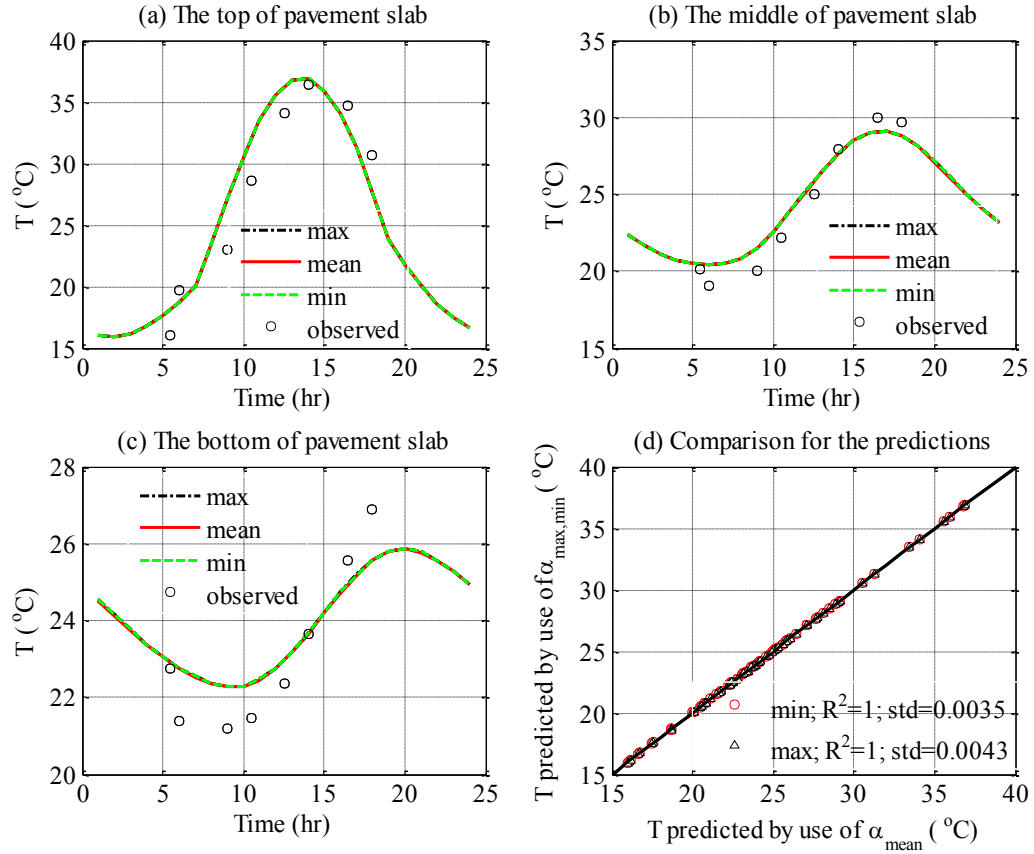 (a) The top of pavement slab
40
35
30
25
20
15
T ( °C)
0 5 10 15 20 25
Time (hr)
max
mean
min
observed
(b) The middle of pavement slab
35
30
25
20
15
T ( °C)
0 5 10 15 20 25
Time (hr)
max
mean
min
observed
(c) The bottom of pavement slab
28
26
24
22
20
T ( °C)
0 5 10 15 20 25
Time (hr)
max
mean
min
observed
(d) Comparison for the predictions
40
35
30
25
20
15
T predicted by use of α_max,min ( °C)
15 20 25 30 35 40
T predicted by use of α_mean ( °C)
min; R²=1; std=0.0035
max; R²=1; std=0.0043